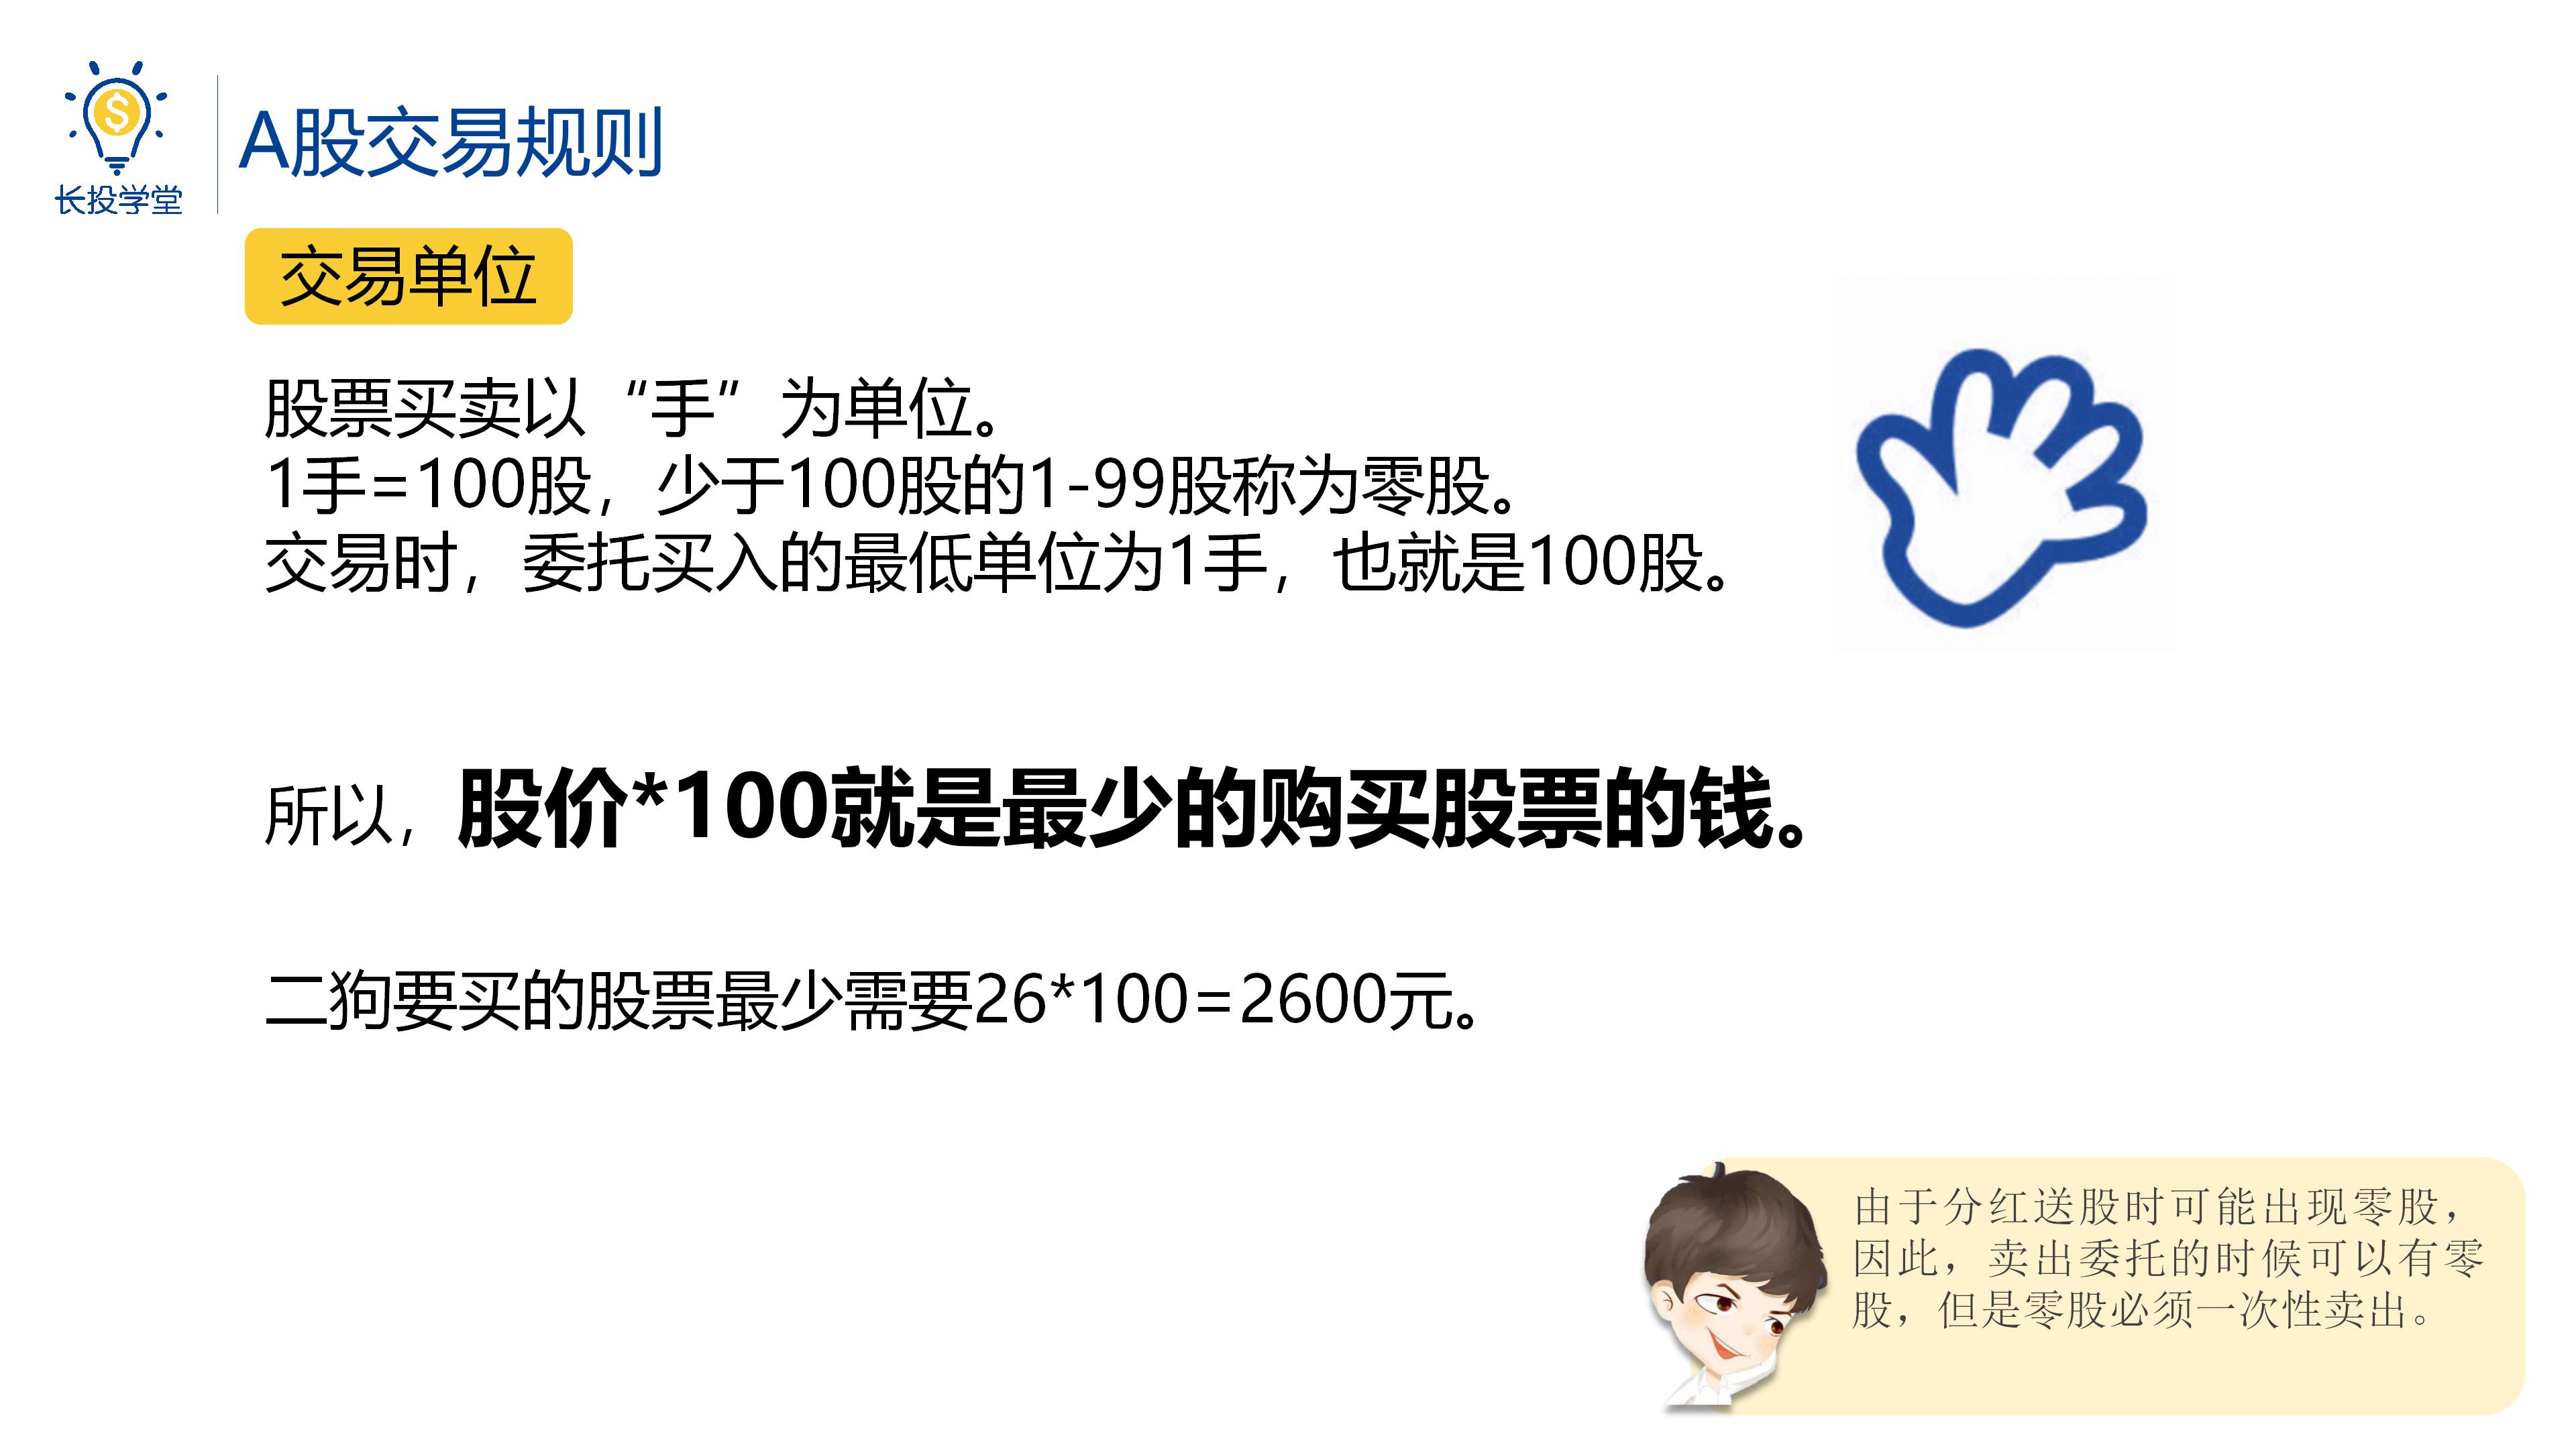 长投学堂
A股交易规则
交易单位
股票买卖以“手”为单位。
1手=100股，少于100股的1-99股称为零股。
交易时，委托买入的最低单位为1手，也就是100股。
所以，股价*100就是最少的购买股票的钱。
二狗要买的股票最少需要26*100=2600元。
由于分红送股时可能出现零股，
因此，卖出委托的时候可以有零
股，但是零股必须一次性卖出。